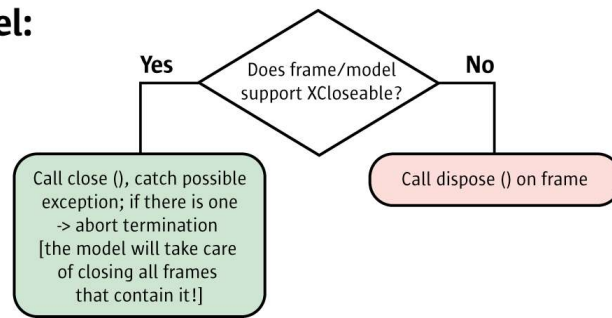 el:
Yes
Does frame/model
support XCloseable?
No
Call close (), catch possible
exception; if there is one
-> abort termination
[the model will take care
of closing all frames
that contain it!]
Call dispose () on frame